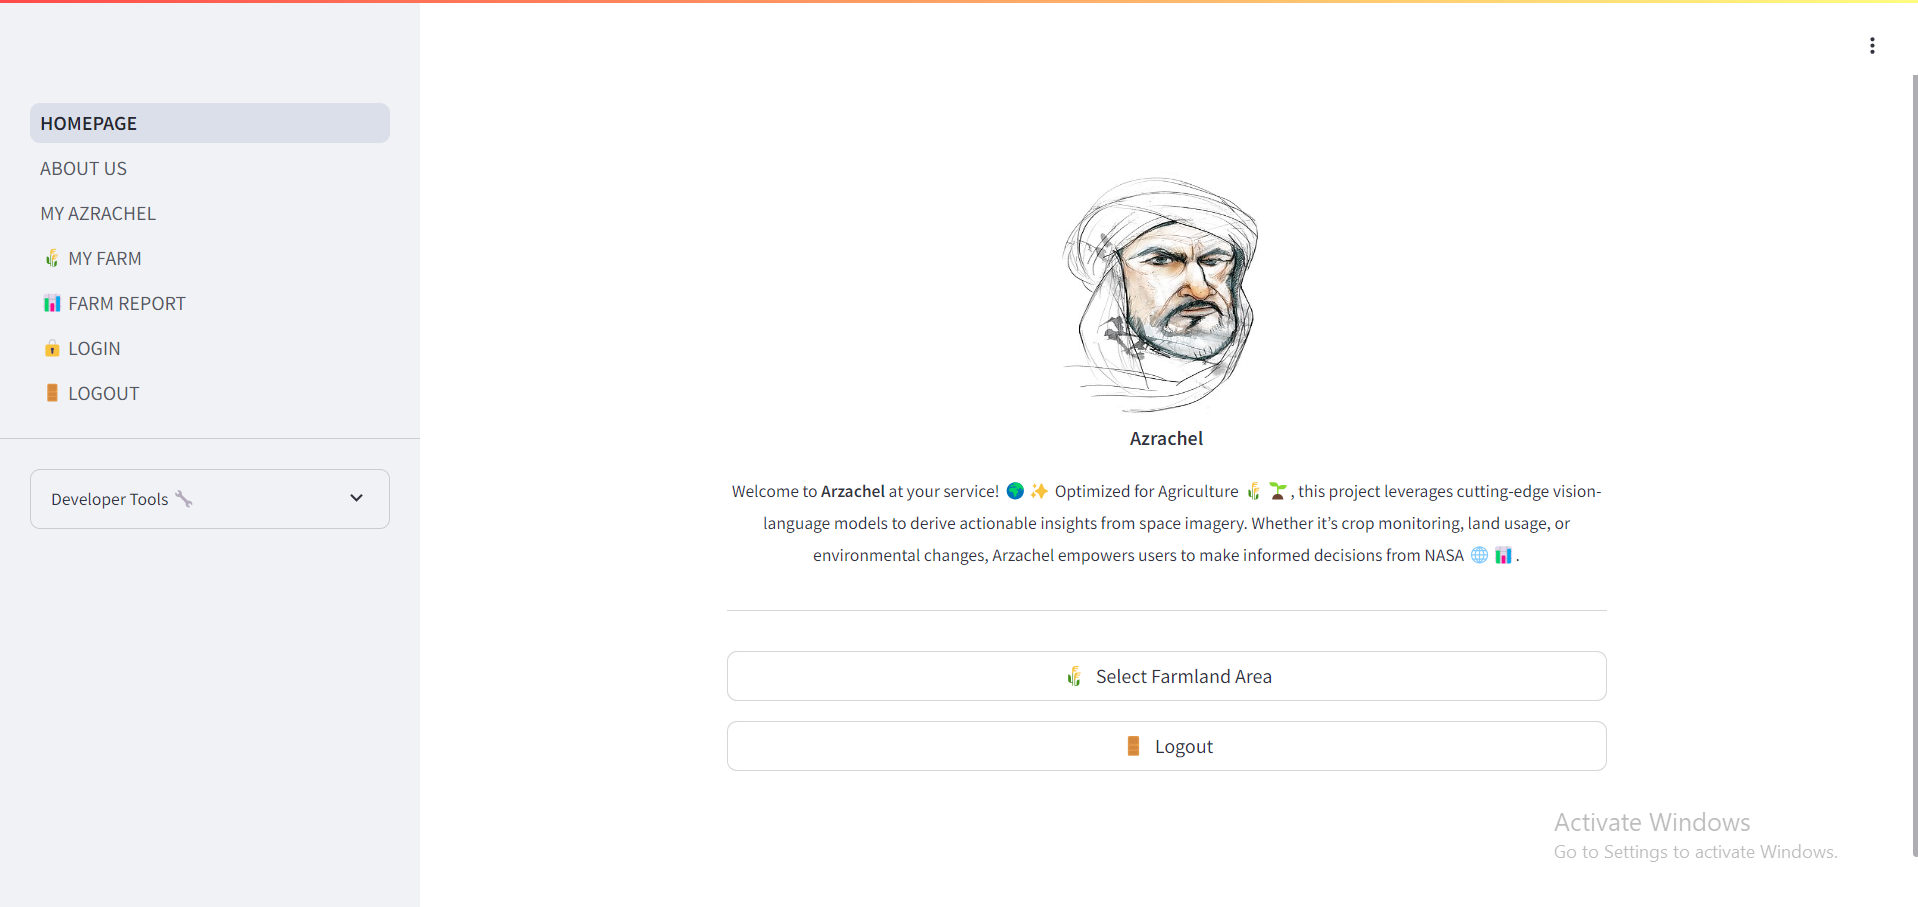 HOMEPAGE
ABOUT US
MY AZRACHEL
MY FARM
FARM REPORT
LOGIN
LOGOUT
Developer Tools
Azrachel
Welcome to Arzachel at your service! 🌍 ✨ Optimized for Agriculture 🌾 🌱 , this project leverages cutting-edge vision-
language models to derive actionable insights from space imagery. Whether it’s crop monitoring, land usage, or
environmental changes, Arzachel empowers users to make informed decisions from NASA 🌐 📊 .
Select Farmland Area
Logout
Activate Windows
Go to Settings to activate Windows.